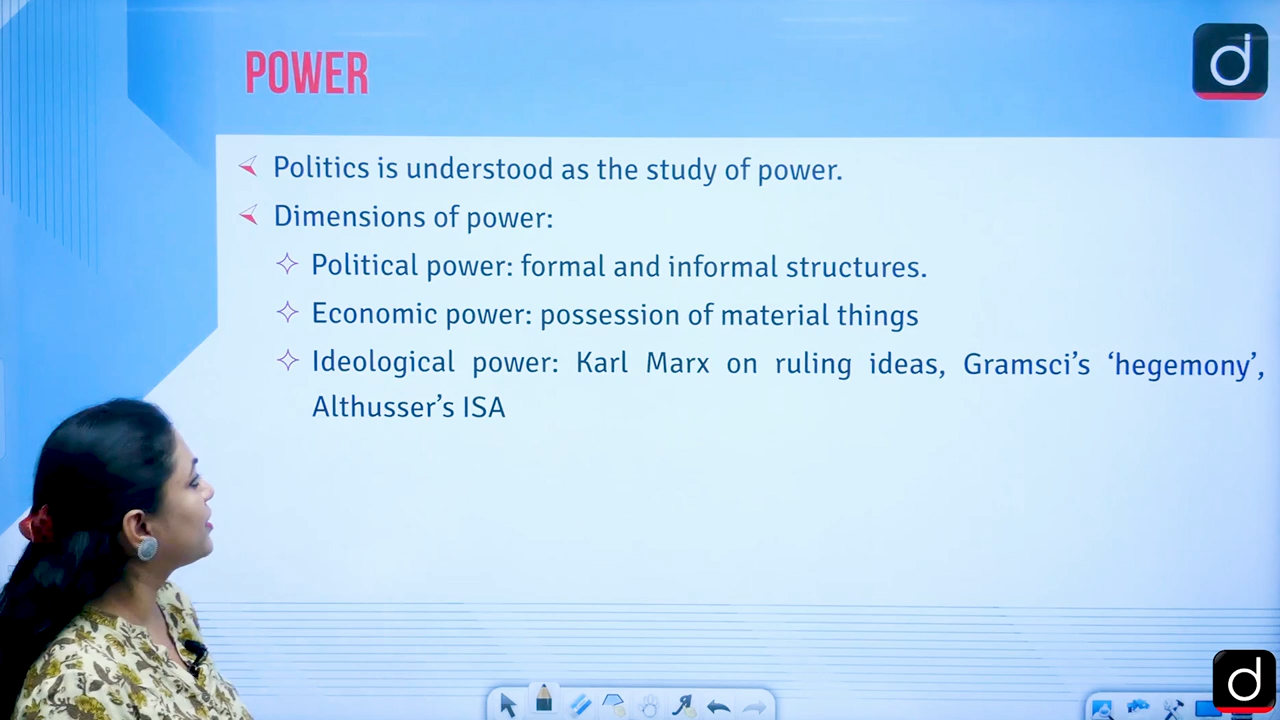 POWER
d
Politics is understood as the study of power.
Dimensions of power:
Political power: formal and informal structures.
Economic power: possession of material things
Ideological power: Karl Marx on ruling ideas, Gramsci's ‘hegemony’,
Althusser's ISA
d